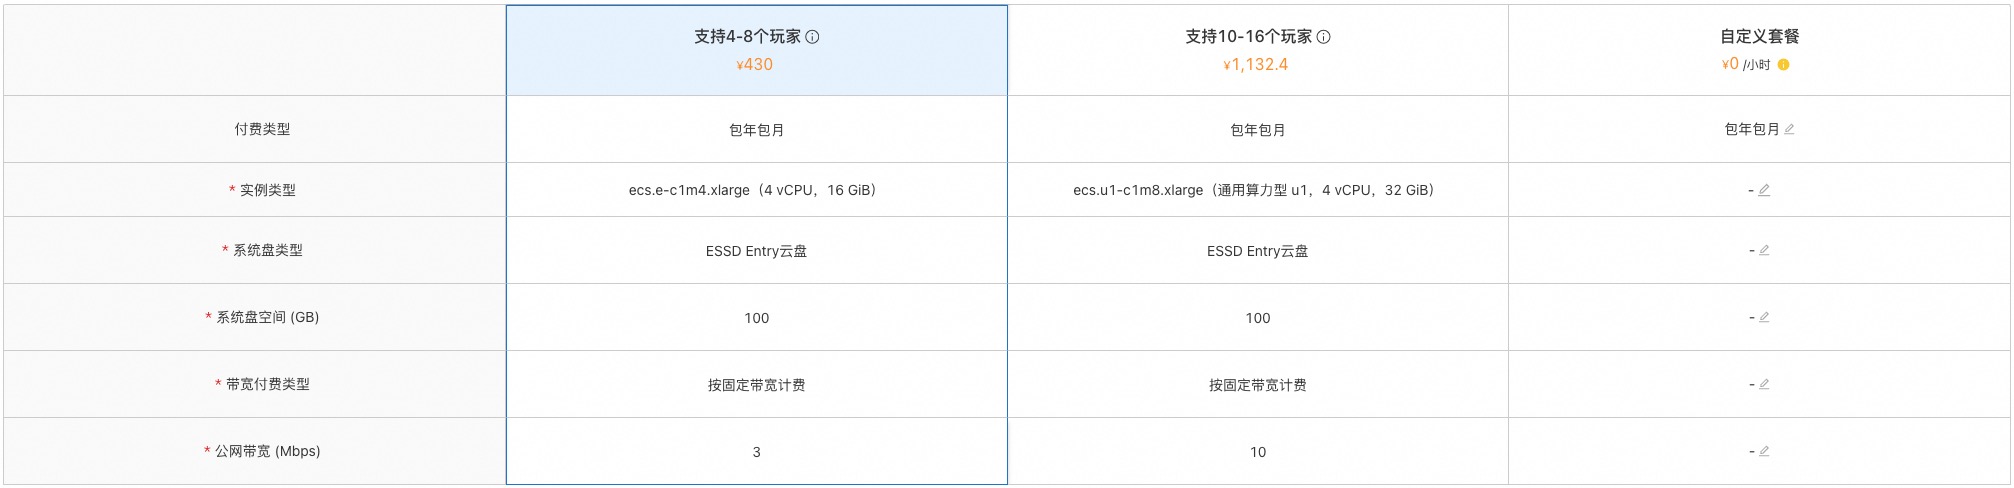 支持4-8个玩家
¥430
支持10-16个玩家
¥1,132.4
自定义套餐
¥0 /小时
付费类型
包年包月
包年包月
包年包月
* 实例类型
ecs.e-c1m4.xlarge（4 vCPU，16 GiB）
ecs.u1-c1m8.xlarge（通用算力型 u1，4 vCPU，32 GiB）
-
* 系统盘类型
ESSD Entry云盘
ESSD Entry云盘
-
* 系统盘空间 (GB)
100
100
-
* 带宽付费类型
按固定带宽计费
按固定带宽计费
-
* 公网带宽 (Mbps)
3
10
-